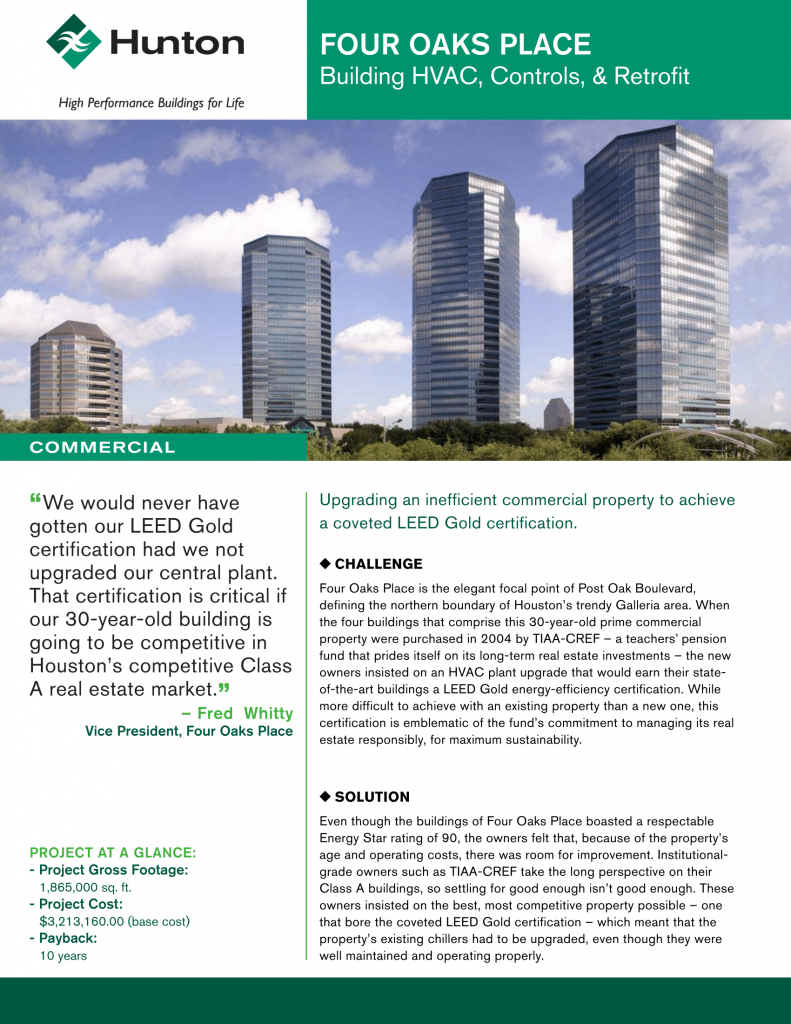 Hunton
High Performance Buildings for Life
FOUR OAKS PLACE
Building HVAC, Controls, & Retrofit
COMMERCIAL
“We would never have
gotten our LEED Gold
certification had we not
upgraded our central plant.
That certification is critical if
our 30-year-old building is
going to be competitive in
Houston’s competitive Class
A real estate market.”
– Fred Whitty
Vice President, Four Oaks Place
PROJECT AT A GLANCE:
- Project Gross Footage:
1,865,000 sq. ft.
- Project Cost:
$3,213,160.00 (base cost)
- Payback:
10 years
Upgrading an inefficient commercial property to achieve
a coveted LEED Gold certification.
◆ CHALLENGE
Four Oaks Place is the elegant focal point of Post Oak Boulevard,
defining the northern boundary of Houston’s trendy Galleria area. When
the four buildings that comprise this 30-year-old prime commercial
property were purchased in 2004 by TIAA-CREF – a teachers’ pension
fund that prides itself on its long-term real estate investments – the new
owners insisted on an HVAC plant upgrade that would earn their state-
of-the-art buildings a LEED Gold energy-efficiency certification. While
more difficult to achieve with an existing property than a new one, this
certification is emblematic of the fund’s commitment to managing its real
estate responsibly, for maximum sustainability.
◆ SOLUTION
Even though the buildings of Four Oaks Place boasted a respectable
Energy Star rating of 90, the owners felt that, because of the property’s
age and operating costs, there was room for improvement. Institutional-
grade owners such as TIAA-CREF take the long perspective on their
Class A buildings, so settling for good enough isn’t good enough. These
owners insisted on the best, most competitive property possible – one
that bore the coveted LEED Gold certification – which meant that the
property’s existing chillers had to be upgraded, even though they were
well maintained and operating properly.